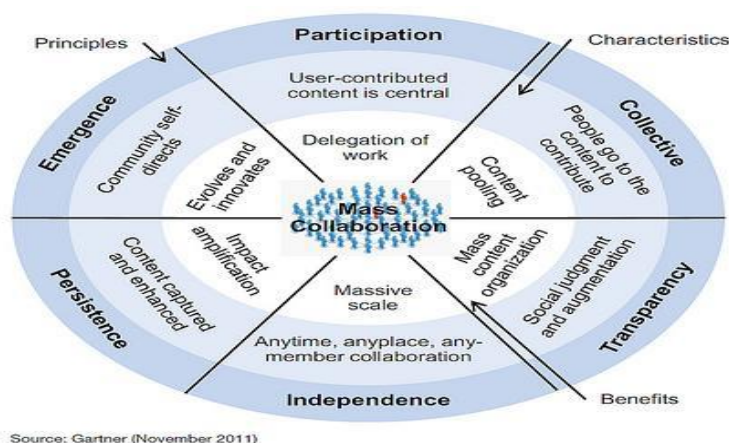 Principles
Participation
Characteristics
User-contributed
content is central
Delegation of
work
Emergence
Community self-
directs
Evolves and
innovates
Collective
People go to the
content to
contribute
Content
pooling
Mass
Collaboration
Persistence
Content captured
and enhanced
Impact
amplification
Massive
scale
Mass
content
organization
Social judgment
and augmentation
Transparency
Anytime, anyplace, any-
member collaboration
Independence
Benefits
Source: Gartner (November 2011)